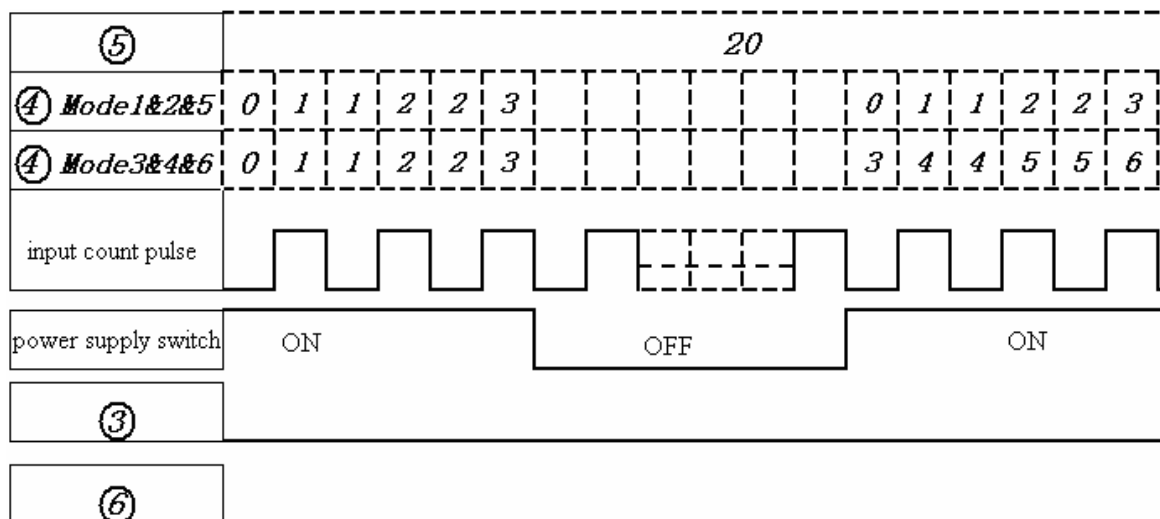 ⑤ 20
④ Mode1&2&5 0 1 1 2 2 3 0 1 1 2 2 3
④ Mode3&4&6 0 1 1 2 2 3 3 4 4 5 5 6
input count pulse
power supply switch ON OFF ON
③
⑥